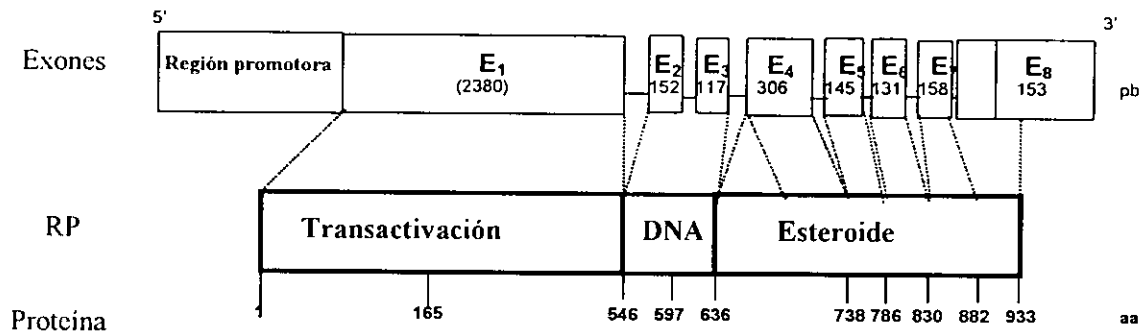 5' 3'
Exones Región promotora E1 E2 E3 E4 E5 E6 E7 E8
(2380) 152 117 306 145 131 158 153 pb
RP Transactivación DNA Esteroide
1 165 546 597 636 738 786 830 882 933 aa
Proteína